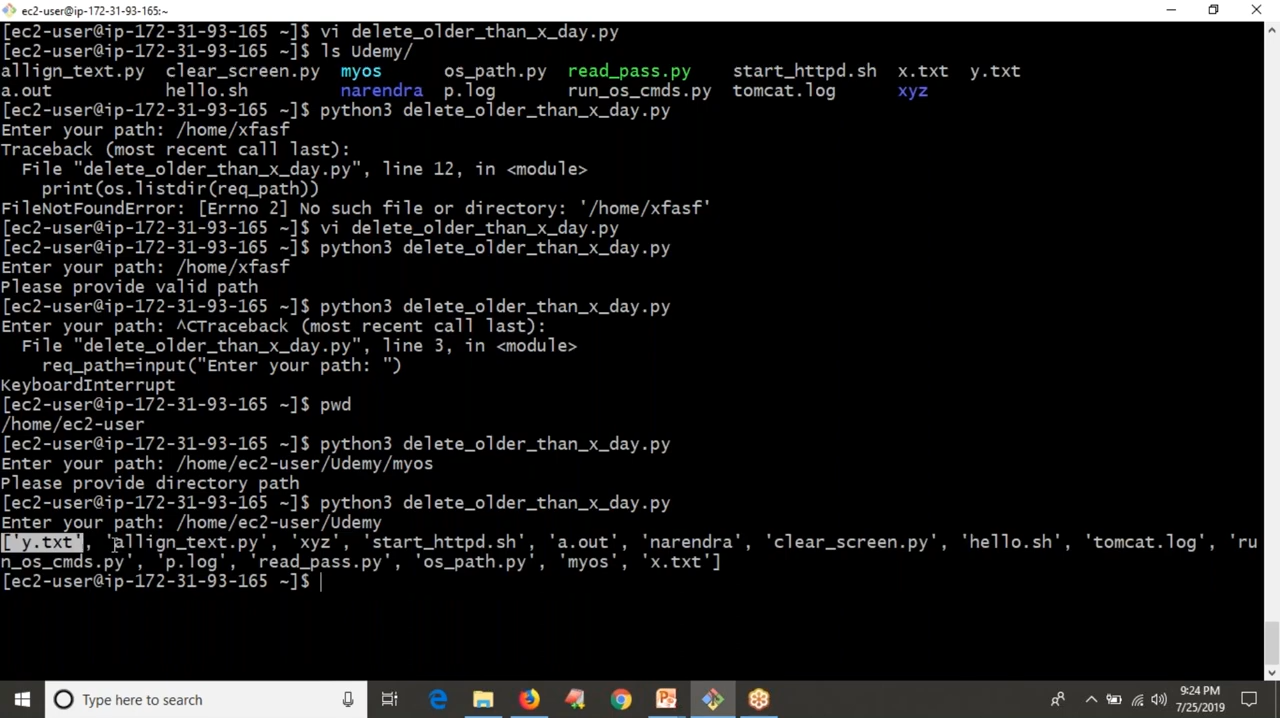 ec2-user@ip-172-31-93-165:~
[ec2-user@ip-172-31-93-165 ~]$ vi delete_older_than_x_day.py
[ec2-user@ip-172-31-93-165 ~]$ ls Udemy/
allign_text.py clear_screen.py myos os_path.py read_pass.py start_httpd.sh x.txt y.txt
a.out hello.sh narendra p.log run_os_cmds.py tomcat.log xyz
[ec2-user@ip-172-31-93-165 ~]$ python3 delete_older_than_x_day.py
Enter your path: /home/xfasf
Traceback (most recent call last):
File "delete_older_than_x_day.py", line 12, in <module>
print(os.listdir(req_path))
FileNotFoundError: [Errno 2] No such file or directory: '/home/xfasf'
[ec2-user@ip-172-31-93-165 ~]$ vi delete_older_than_x_day.py
[ec2-user@ip-172-31-93-165 ~]$ python3 delete_older_than_x_day.py
Enter your path: /home/xfasf
Please provide valid path
[ec2-user@ip-172-31-93-165 ~]$ python3 delete_older_than_x_day.py
Enter your path: ^CTraceback (most recent call last):
File "delete_older_than_x_day.py", line 3, in <module>
req_path=input("Enter your path: ")
KeyboardInterrupt
[ec2-user@ip-172-31-93-165 ~]$ pwd
/home/ec2-user
[ec2-user@ip-172-31-93-165 ~]$ python3 delete_older_than_x_day.py
Enter your path: /home/ec2-user/Udemy/myos
Please provide directory path
[ec2-user@ip-172-31-93-165 ~]$ python3 delete_older_than_x_day.py
Enter your path: /home/ec2-user/Udemy
['y.txt', 'allign_text.py', 'xyz', 'start_httpd.sh', 'a.out', 'narendra', 'clear_screen.py', 'hello.sh', 'tomcat.log', 'ru
n_os_cmds.py', 'p.log', 'read_pass.py', 'os_path.py', 'myos', 'x.txt']
[ec2-user@ip-172-31-93-165 ~]$
Type here to search
9:24 PM
7/25/2019